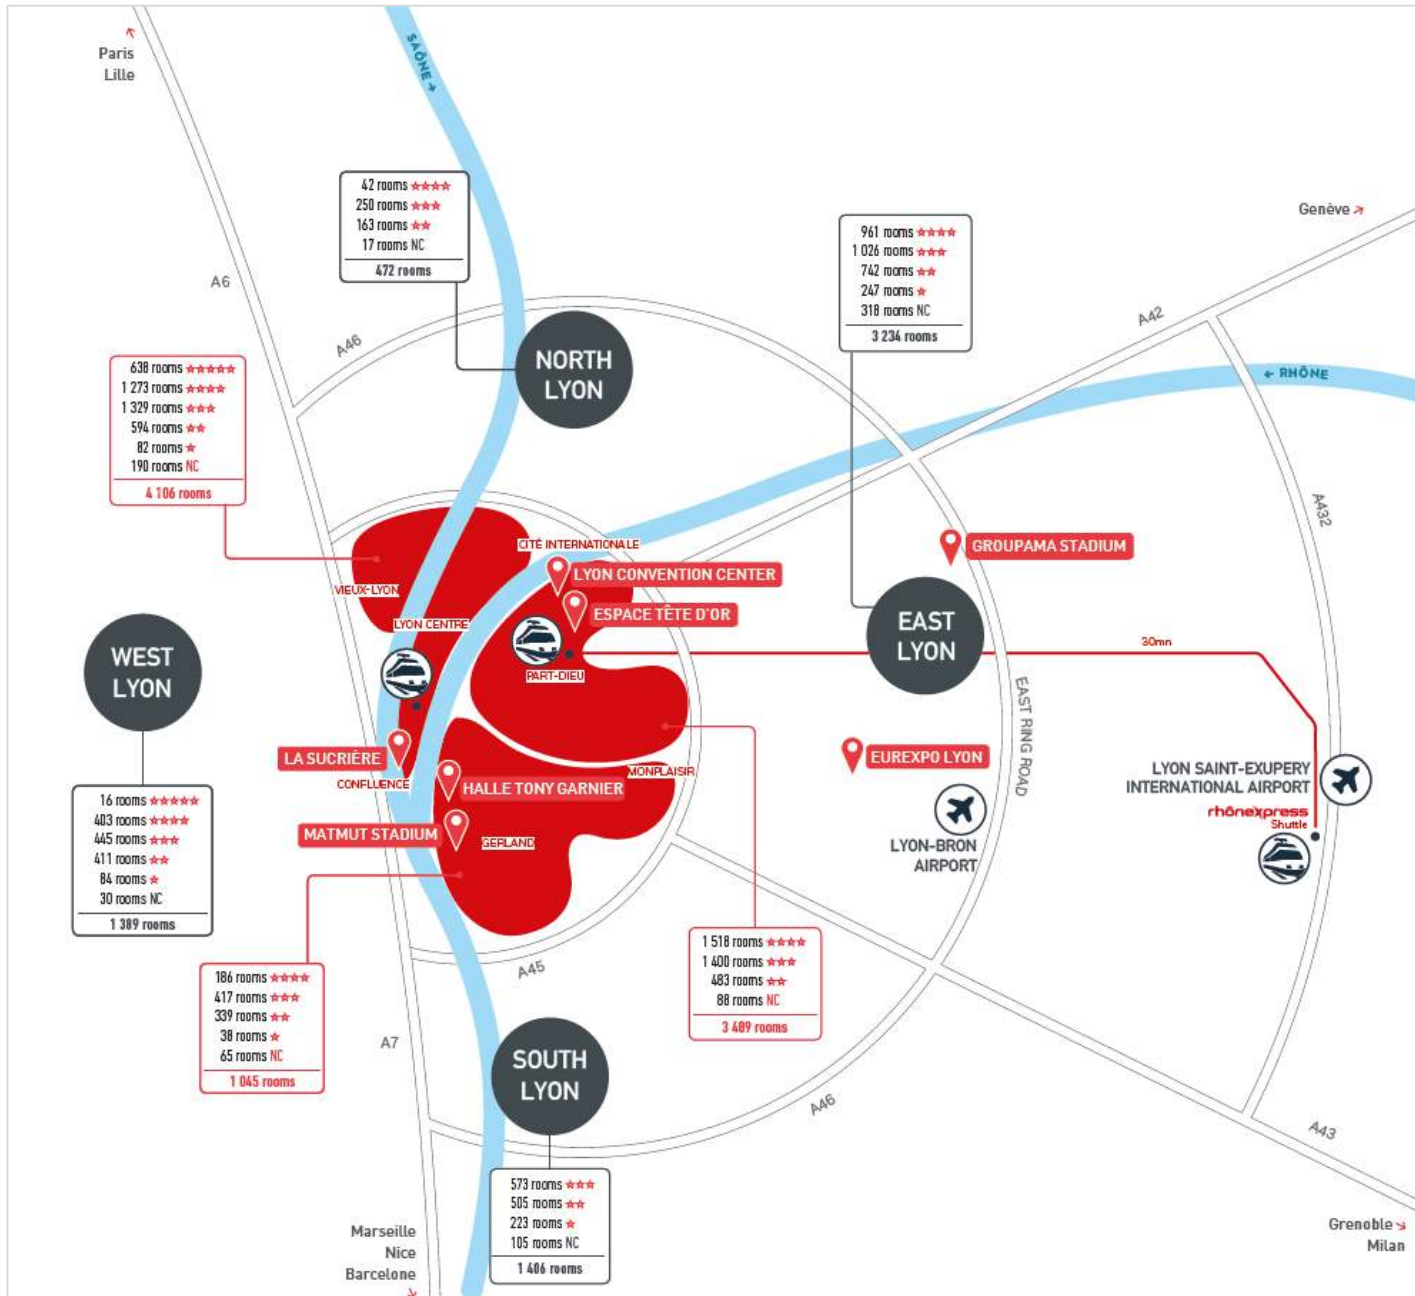 Paris
Lille
SAÔNE →
42 rooms ★★★★
250 rooms ★★★
163 rooms ★★
17 rooms NC
472 rooms
961 rooms ★★★★
1 026 rooms ★★★
742 rooms ★★
247 rooms ★
318 rooms NC
3 234 rooms
Genève
A6
A46
A42
NORTH
LYON
← RHÔNE
638 rooms ★★★★★
1 273 rooms ★★★★
1 329 rooms ★★★
594 rooms ★★
82 rooms ★
190 rooms NC
4 106 rooms
A432
CITÉ INTERNATIONALE
GROUPAMA STADIUM
LYON CONVENTION CENTER
VIEUX-LYON
ESPACE TÊTE D'OR
LYON CENTRE
EAST
LYON
WEST
LYON
30mn
PART-DIEU
EAST RING ROAD
LA SUCRIÈRE
EUREXPO LYON
MONPLAISIR
CONFLUENCE
HALLE TONY GARNIER
LYON SAINT-EXUPERY
INTERNATIONAL AIRPORT
rhônexpress
Shuttle
MATMUT STADIUM
GERLAND
LYON-BRON
AIRPORT
16 rooms ★★★★★
403 rooms ★★★★
445 rooms ★★★
411 rooms ★★
84 rooms ★
30 rooms NC
1 389 rooms
1 518 rooms ★★★★
1 400 rooms ★★★
483 rooms ★★
88 rooms NC
3 489 rooms
A45
186 rooms ★★★★
417 rooms ★★★
339 rooms ★★
38 rooms ★
65 rooms NC
1 045 rooms
A7
SOUTH
LYON
A46
A43
573 rooms ★★★
505 rooms ★★
223 rooms ★
105 rooms NC
1 406 rooms
Marseille
Nice
Barcelone
Grenoble
Milan